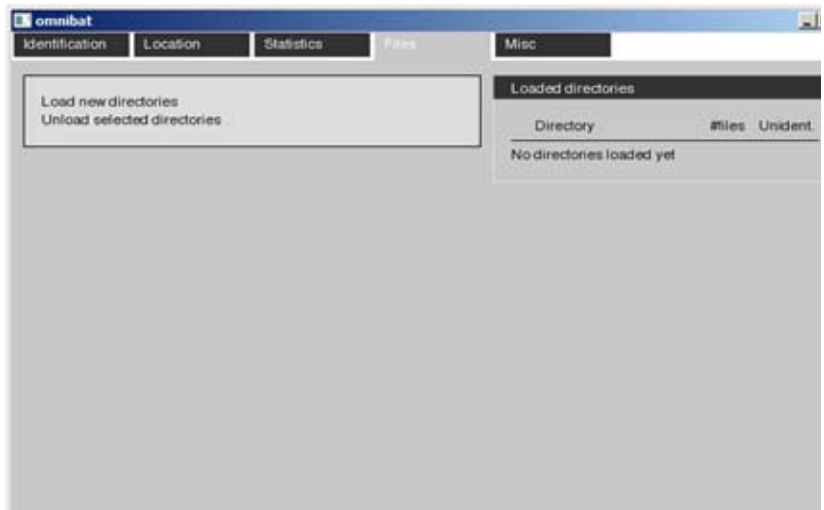 omnibat
Identification Location Statistics Files Misc
Load new directories
Unload selected directories
Loaded directories
Directory #files Unident.
No directories loaded yet